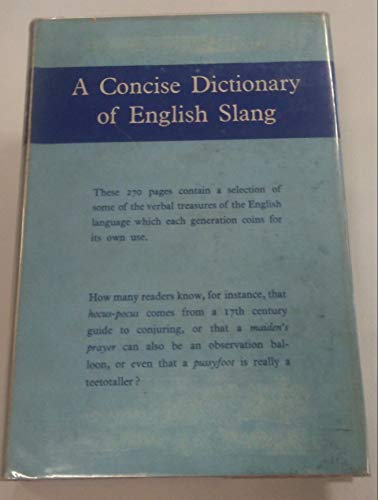 A Concise Dictionary
of English Slang
These 270 pages contain a selection of
some of the verbal treasures of the English
language which each generation coins for
its own use.
How many readers know, for instance, that
hocus-pocus comes from a 17th century
guide to conjuring, or that a maiden's
prayer can also be an observation bal-
loon, or even that a pussyfoot is really a
teetotaller?